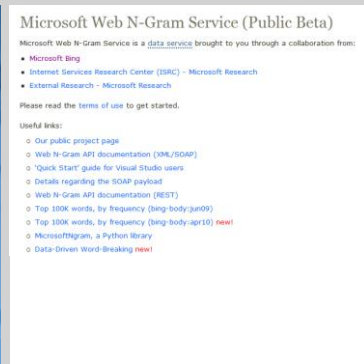 Microsoft Web N-Gram Service (Public Beta)
Microsoft Web N-Gram Service is a data service brought to you through a collaboration from:
Microsoft Bing
Internet Services Research Center (ISRC) - Microsoft Research
External Research - Microsoft Research
Please read the terms of use to get started.
Useful links:
Our public project page
Web N-Gram API documentation (XML/SOAP)
'Quick Start' guide for Visual Studio users
Details regarding the SOAP payload
Web N-Gram API documentation (REST)
Top 100K words, by frequency (bing-body:jun09)
Top 100K words, by frequency (bing-body:apr10) new!
MicrosoftNgram, a Python library
Data-Driven Word-Breaking new!